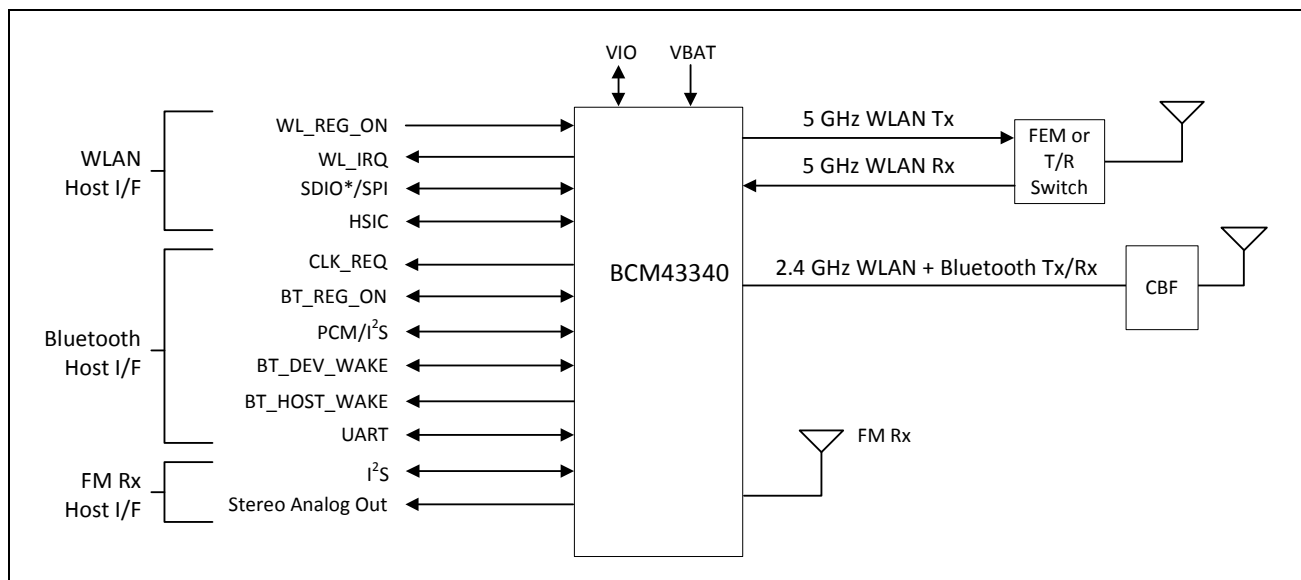 VIO
VBAT
WLAN
Host I/F
WL_REG_ON
WL_IRQ
SDIO*/SPI
HSIC
Bluetooth
Host I/F
CLK_REQ
BT_REG_ON
PCM/I²S
BT_DEV_WAKE
BT_HOST_WAKE
UART
FM Rx
Host I/F
I²S
Stereo Analog Out
BCM43340
5 GHz WLAN Tx
5 GHz WLAN Rx
FEM or
T/R
Switch
2.4 GHz WLAN + Bluetooth Tx/Rx
CBF
FM Rx